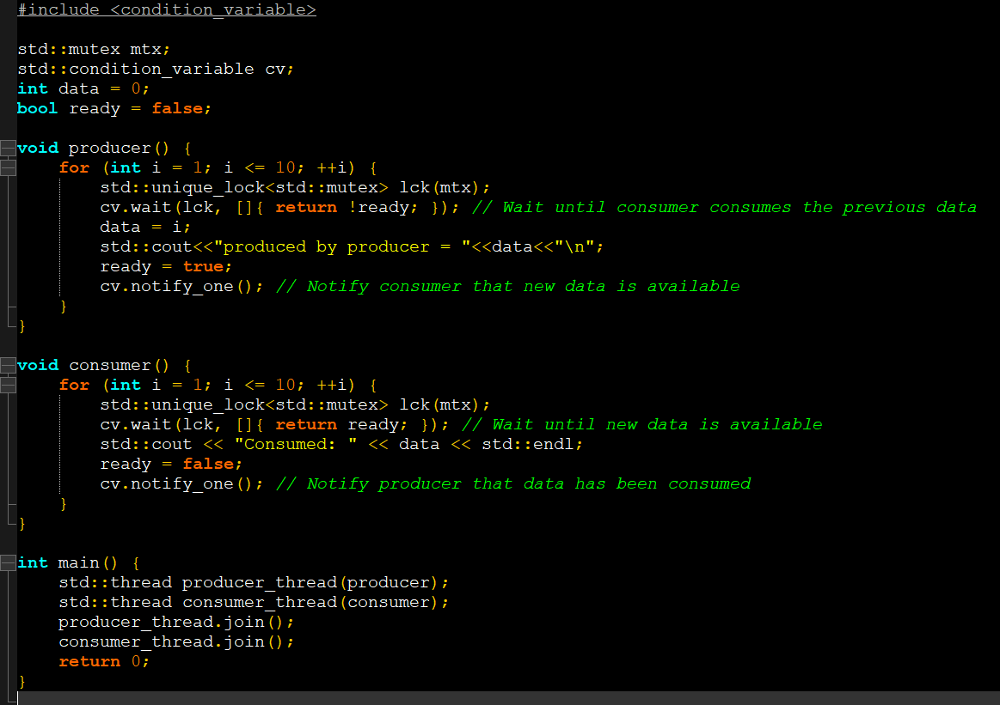 #include <condition_variable>
std::mutex mtx;
std::condition_variable cv;
int data = 0;
bool ready = false;
void producer() {
    for (int i = 1; i <= 10; ++i) {
        std::unique_lock<std::mutex> lck(mtx);
        cv.wait(lck, []{ return !ready; }); // Wait until consumer consumes the previous data
        data = i;
        std::cout<<"produced by producer = "<<data<<"\n";
        ready = true;
        cv.notify_one(); // Notify consumer that new data is available
    }
}
void consumer() {
    for (int i = 1; i <= 10; ++i) {
        std::unique_lock<std::mutex> lck(mtx);
        cv.wait(lck, []{ return ready; }); // Wait until new data is available
        std::cout << "Consumed: " << data << std::endl;
        ready = false;
        cv.notify_one(); // Notify producer that data has been consumed
    }
}
int main() {
    std::thread producer_thread(producer);
    std::thread consumer_thread(consumer);
    producer_thread.join();
    consumer_thread.join();
    return 0;
}